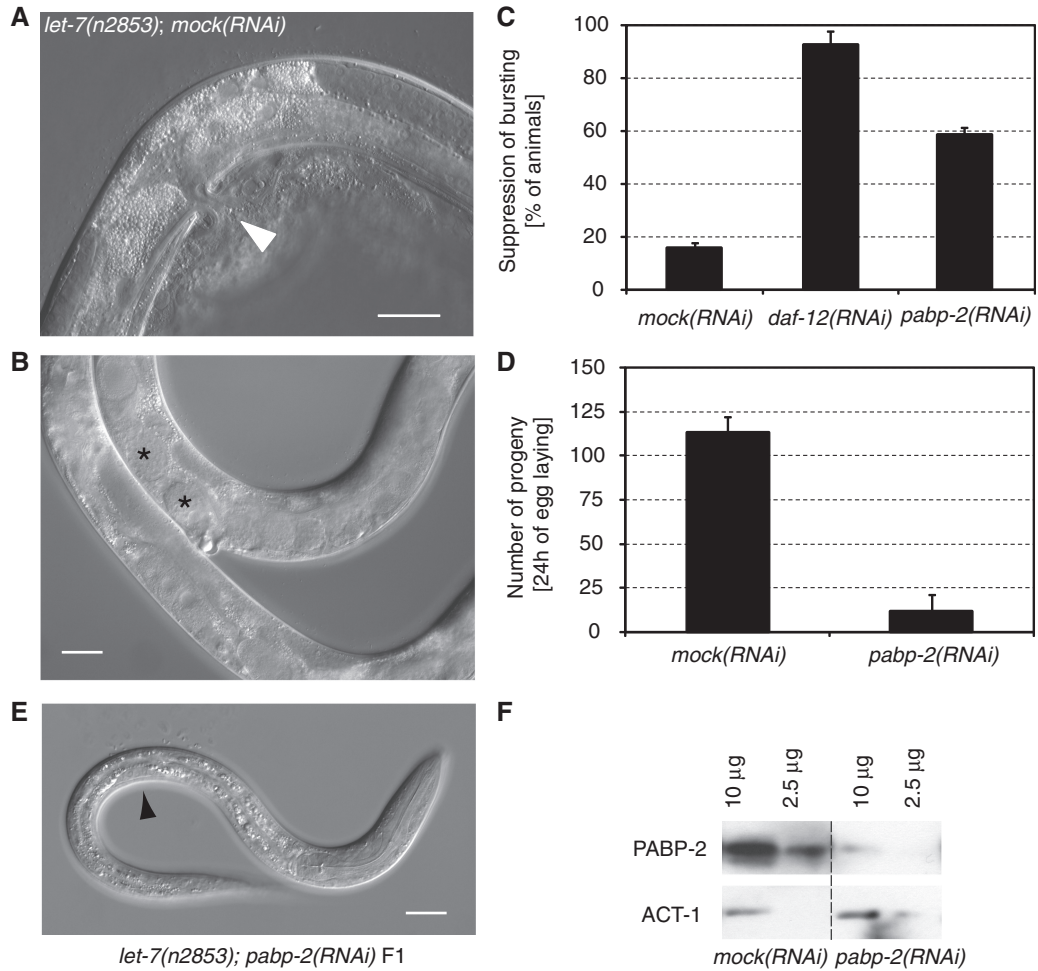 A
let-7(n2853); mock(RNAi)
B
*
*
E
let-7(n2853); pabp-2(RNAi) F1
C
Suppression of bursting
[% of animals]
100
80
60
40
20
0
mock(RNAi) daf-12(RNAi) pabp-2(RNAi)
D
Number of progeny
[24h of egg laying]
150
125
100
75
50
25
0
mock(RNAi) pabp-2(RNAi)
F
10 µg 2.5 µg 10 µg 2.5 µg
PABP-2
ACT-1
mock(RNAi) pabp-2(RNAi)